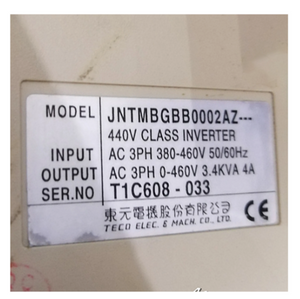 MODEL JNTMBGBB0002AZ---
440V CLASS INVERTER
INPUT AC 3PH 380-460V 50/60Hz
OUTPUT AC 3PH 0-460V 3.4KVA 4A
SER.NO T1C608 - 033
東元電機股份有限公司 CE
TECO ELEC. & MACH. CO., LTD.